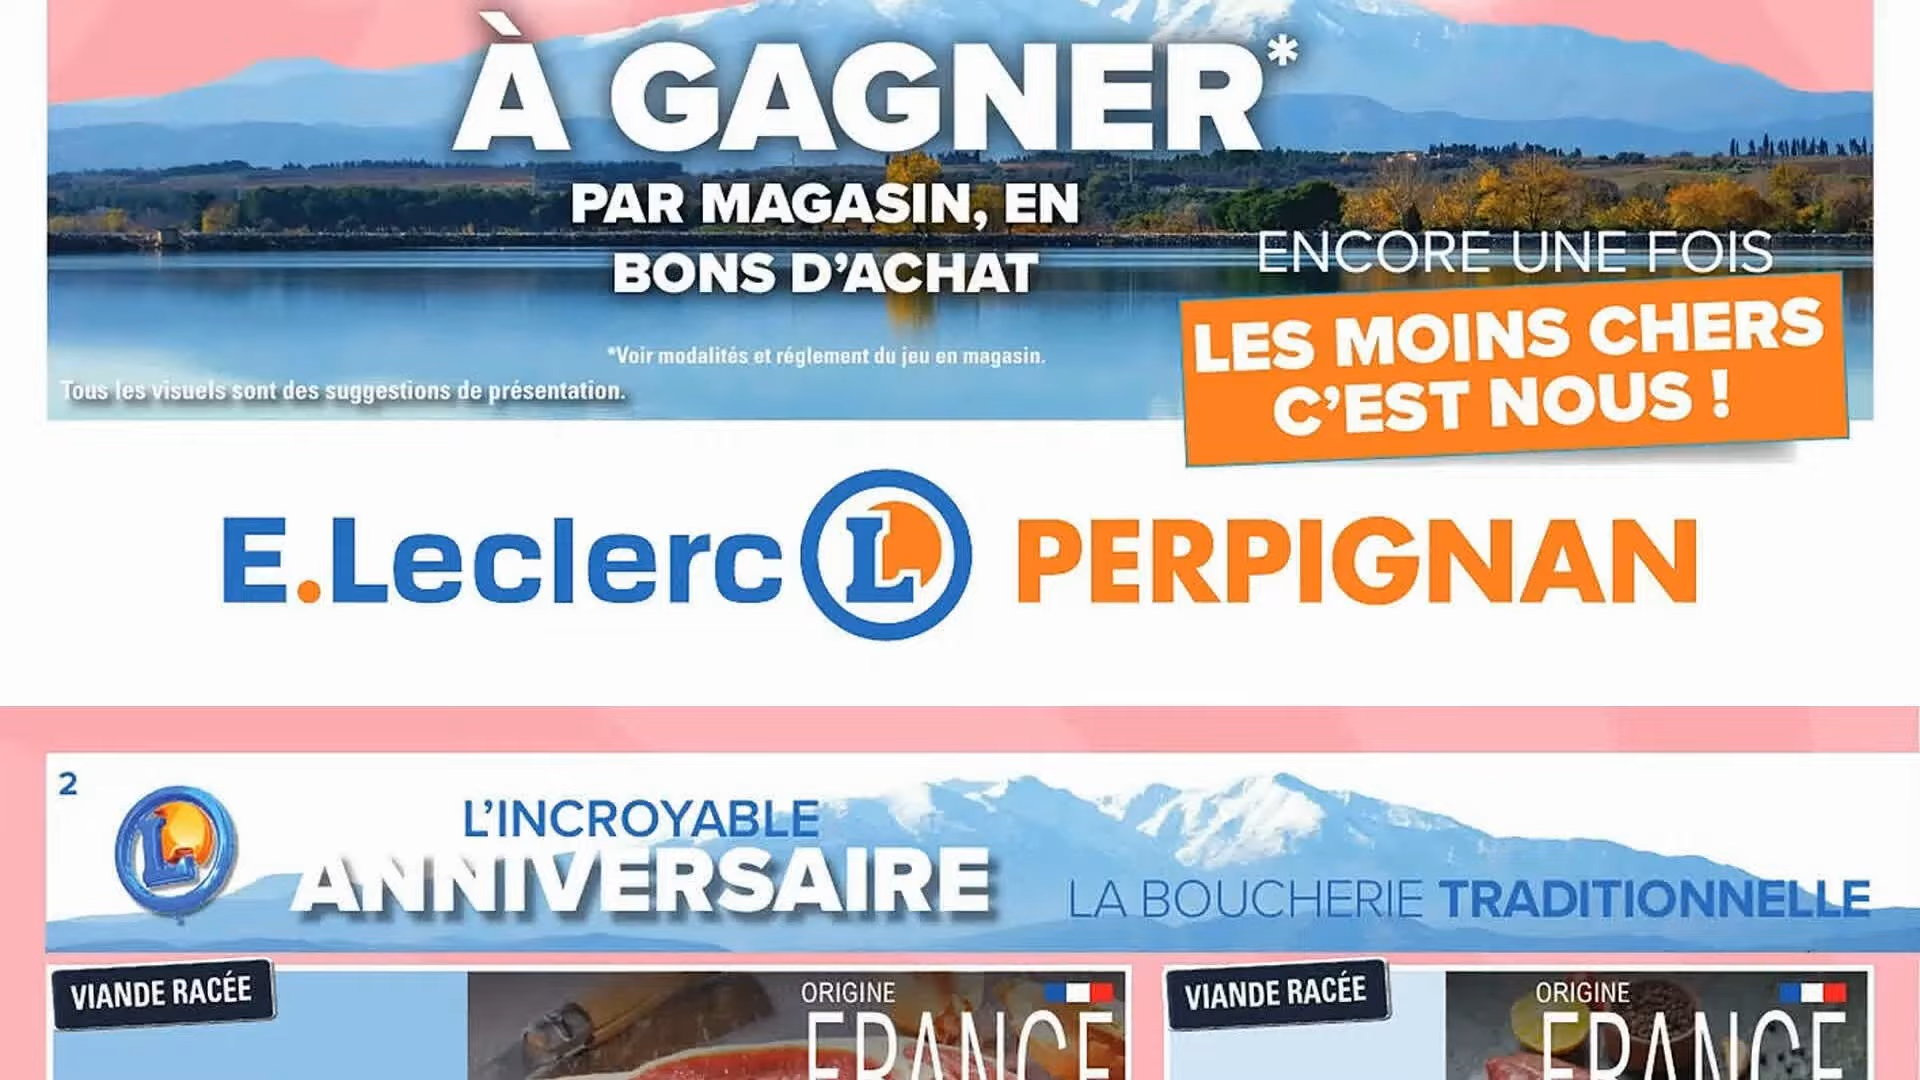 À GAGNER*
PAR MAGASIN, EN
BONS D'ACHAT
*Voir modalités et réglement du jeu en magasin.
Tous les visuels sont des suggestions de présentation.
ENCORE UNE FOIS
LES MOINS CHERS
C'EST NOUS !
E.Leclerc L PERPIGNAN
2
L
L'INCROYABLE
ANNIVERSAIRE
LA BOUCHERIE TRADITIONNELLE
VIANDE RACÉE
ORIGINE
FRANCE
VIANDE RACÉE
ORIGINE
FRANCE